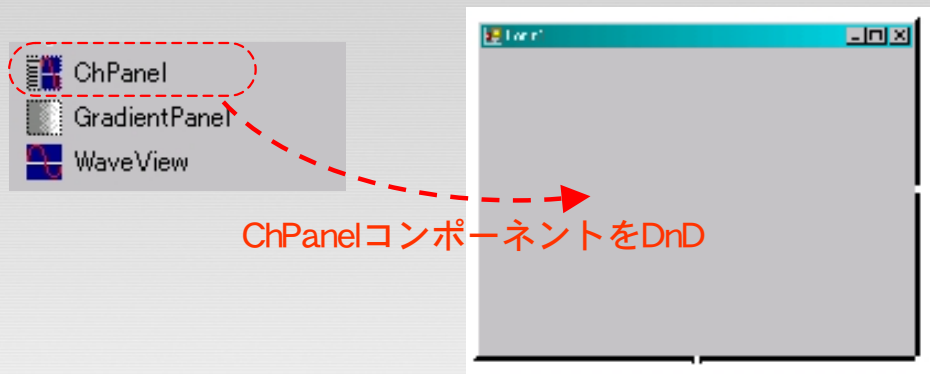 ChPanel
GradientPanel
WaveView
ChPanelコンポーネントをDnD